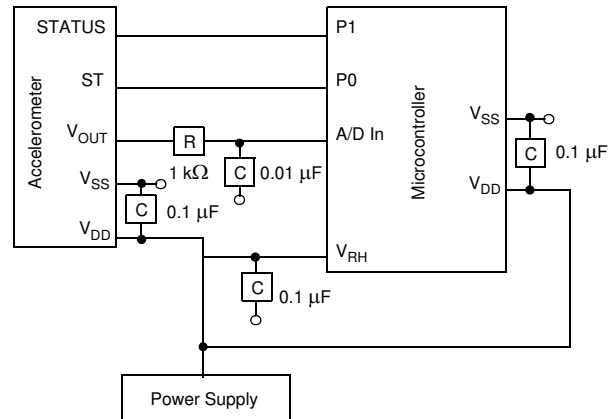 STATUS
ST
V_OUT
V_SS
V_DD
Accelerometer
R
1 kΩ
C
0.01 μF
C
0.1 μF
C
0.1 μF
P1
P0
A/D In
V_RH
Microcontroller
V_SS
V_DD
C
0.1 μF
Power Supply